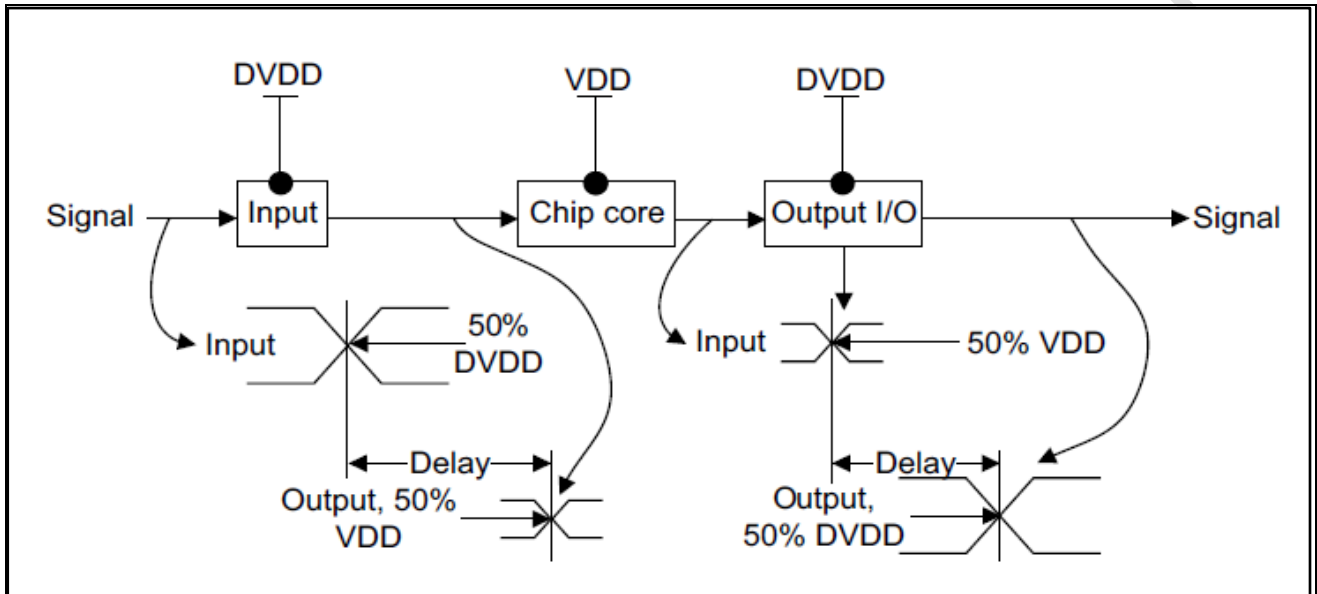 DVDD
VDD
DVDD
Signal
Input
Chip core
Output I/O
Signal
Input
50%
DVDD
Input
50% VDD
Delay
Output, 50%
VDD
Delay
Output,
50% DVDD